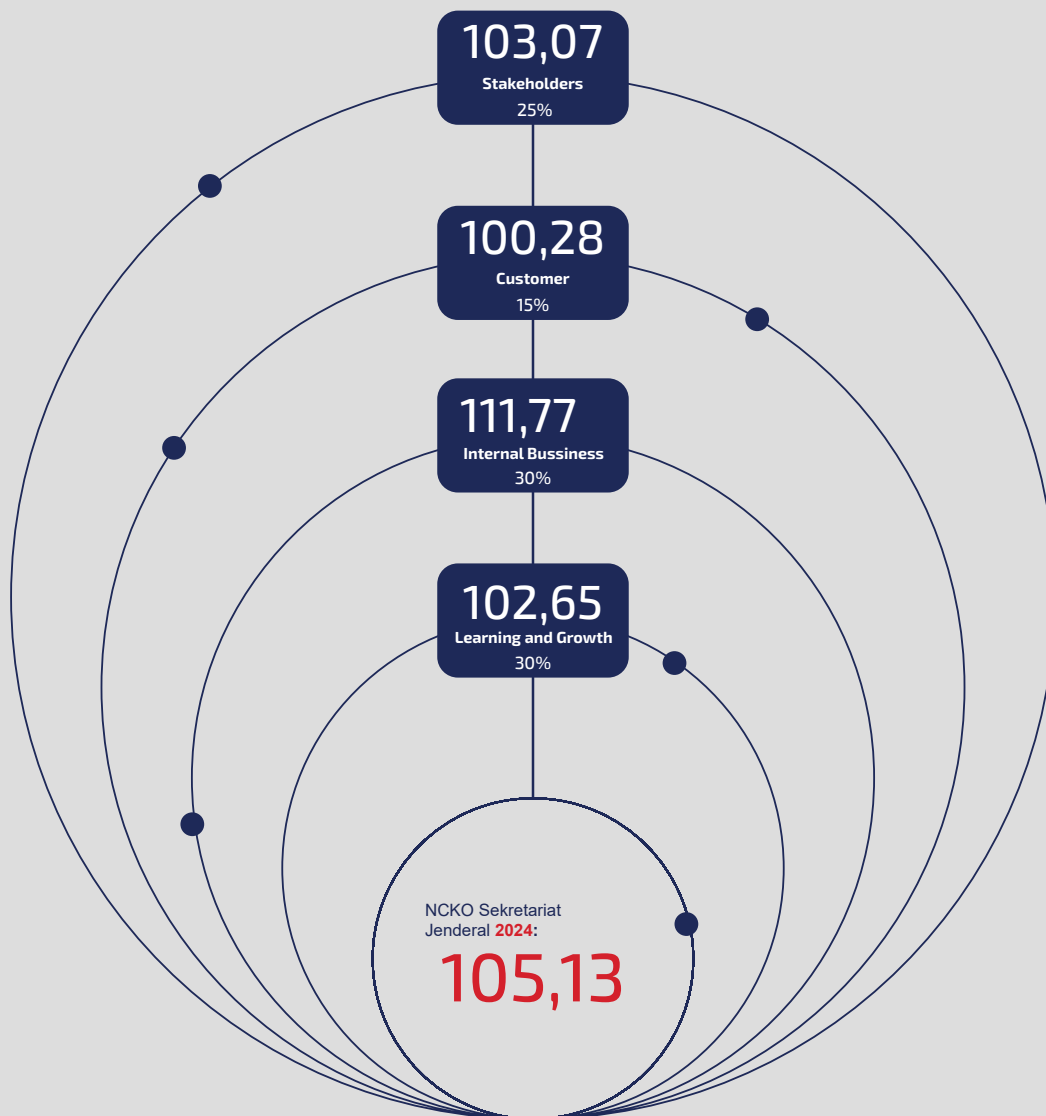 103,07
Stakeholders
25%
100,28
Customer
15%
111,77
Internal Bussiness
30%
102,65
Learning and Growth
30%
NCKO Sekretariat
Jenderal 2024:
105,13